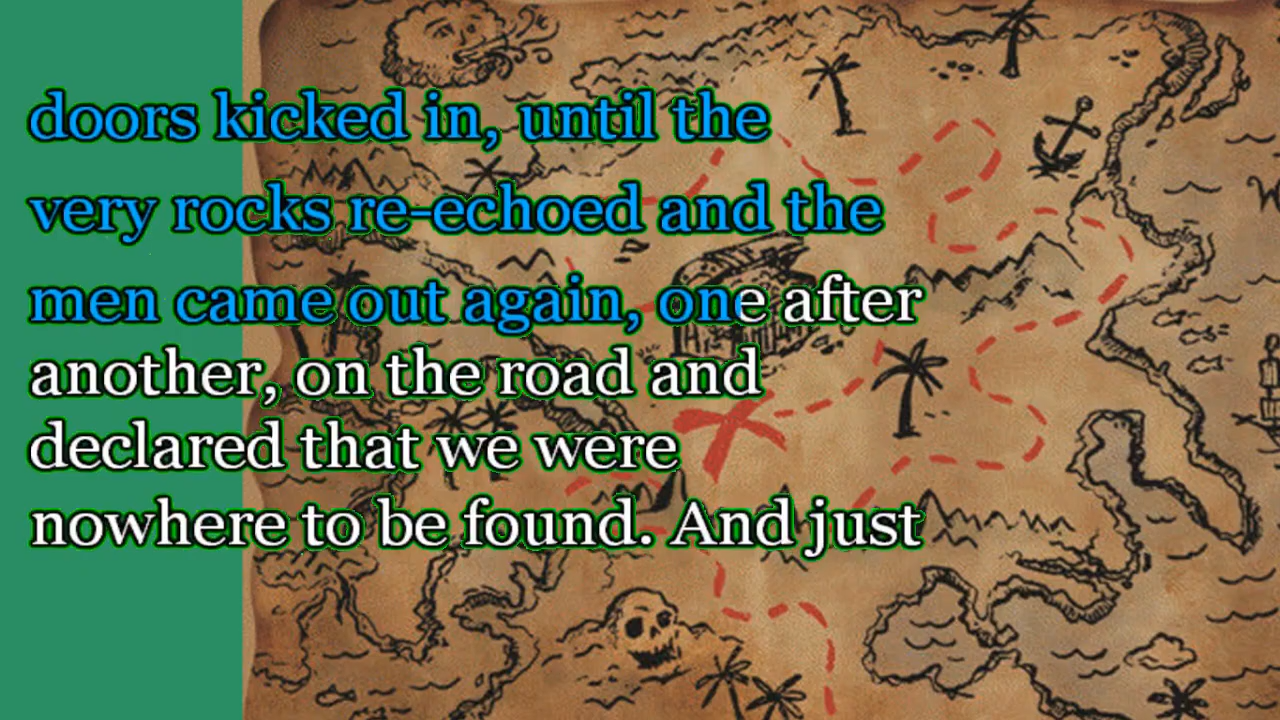 doors kicked in, until the
very rocks re-echoed and the
men came out again, one after
another, on the road and
declared that we were
nowhere to be found. And just